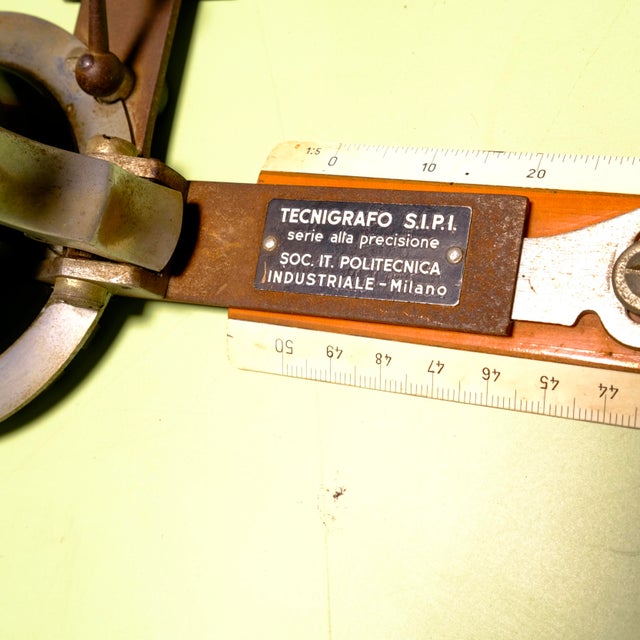 1:5 0 10 20
TECNIGRAFO S.I.P.I.
serie alla precisione
SOC. IT. POLITECNICA
INDUSTRIALE - Milano
50 49 48 47 46 45 44